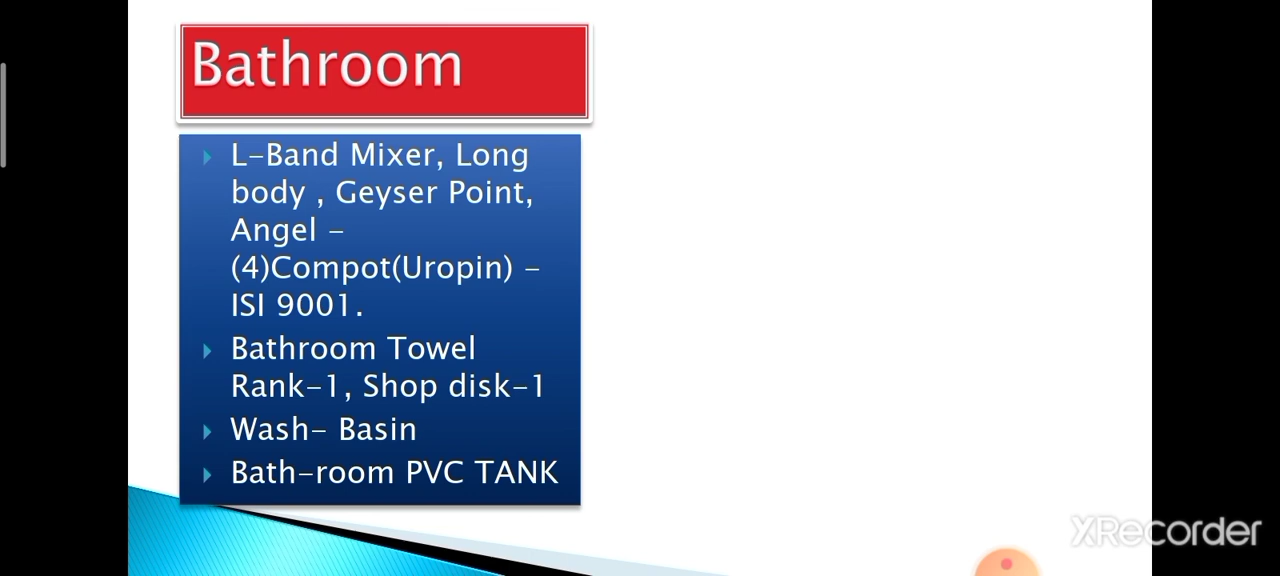 Bathroom
L-Band Mixer, Long
body , Geyser Point,
Angel -
(4)Compot(Uropin) -
ISI 9001.
Bathroom Towel
Rank-1, Shop disk-1
Wash- Basin
Bath-room PVC TANK
XRecorder